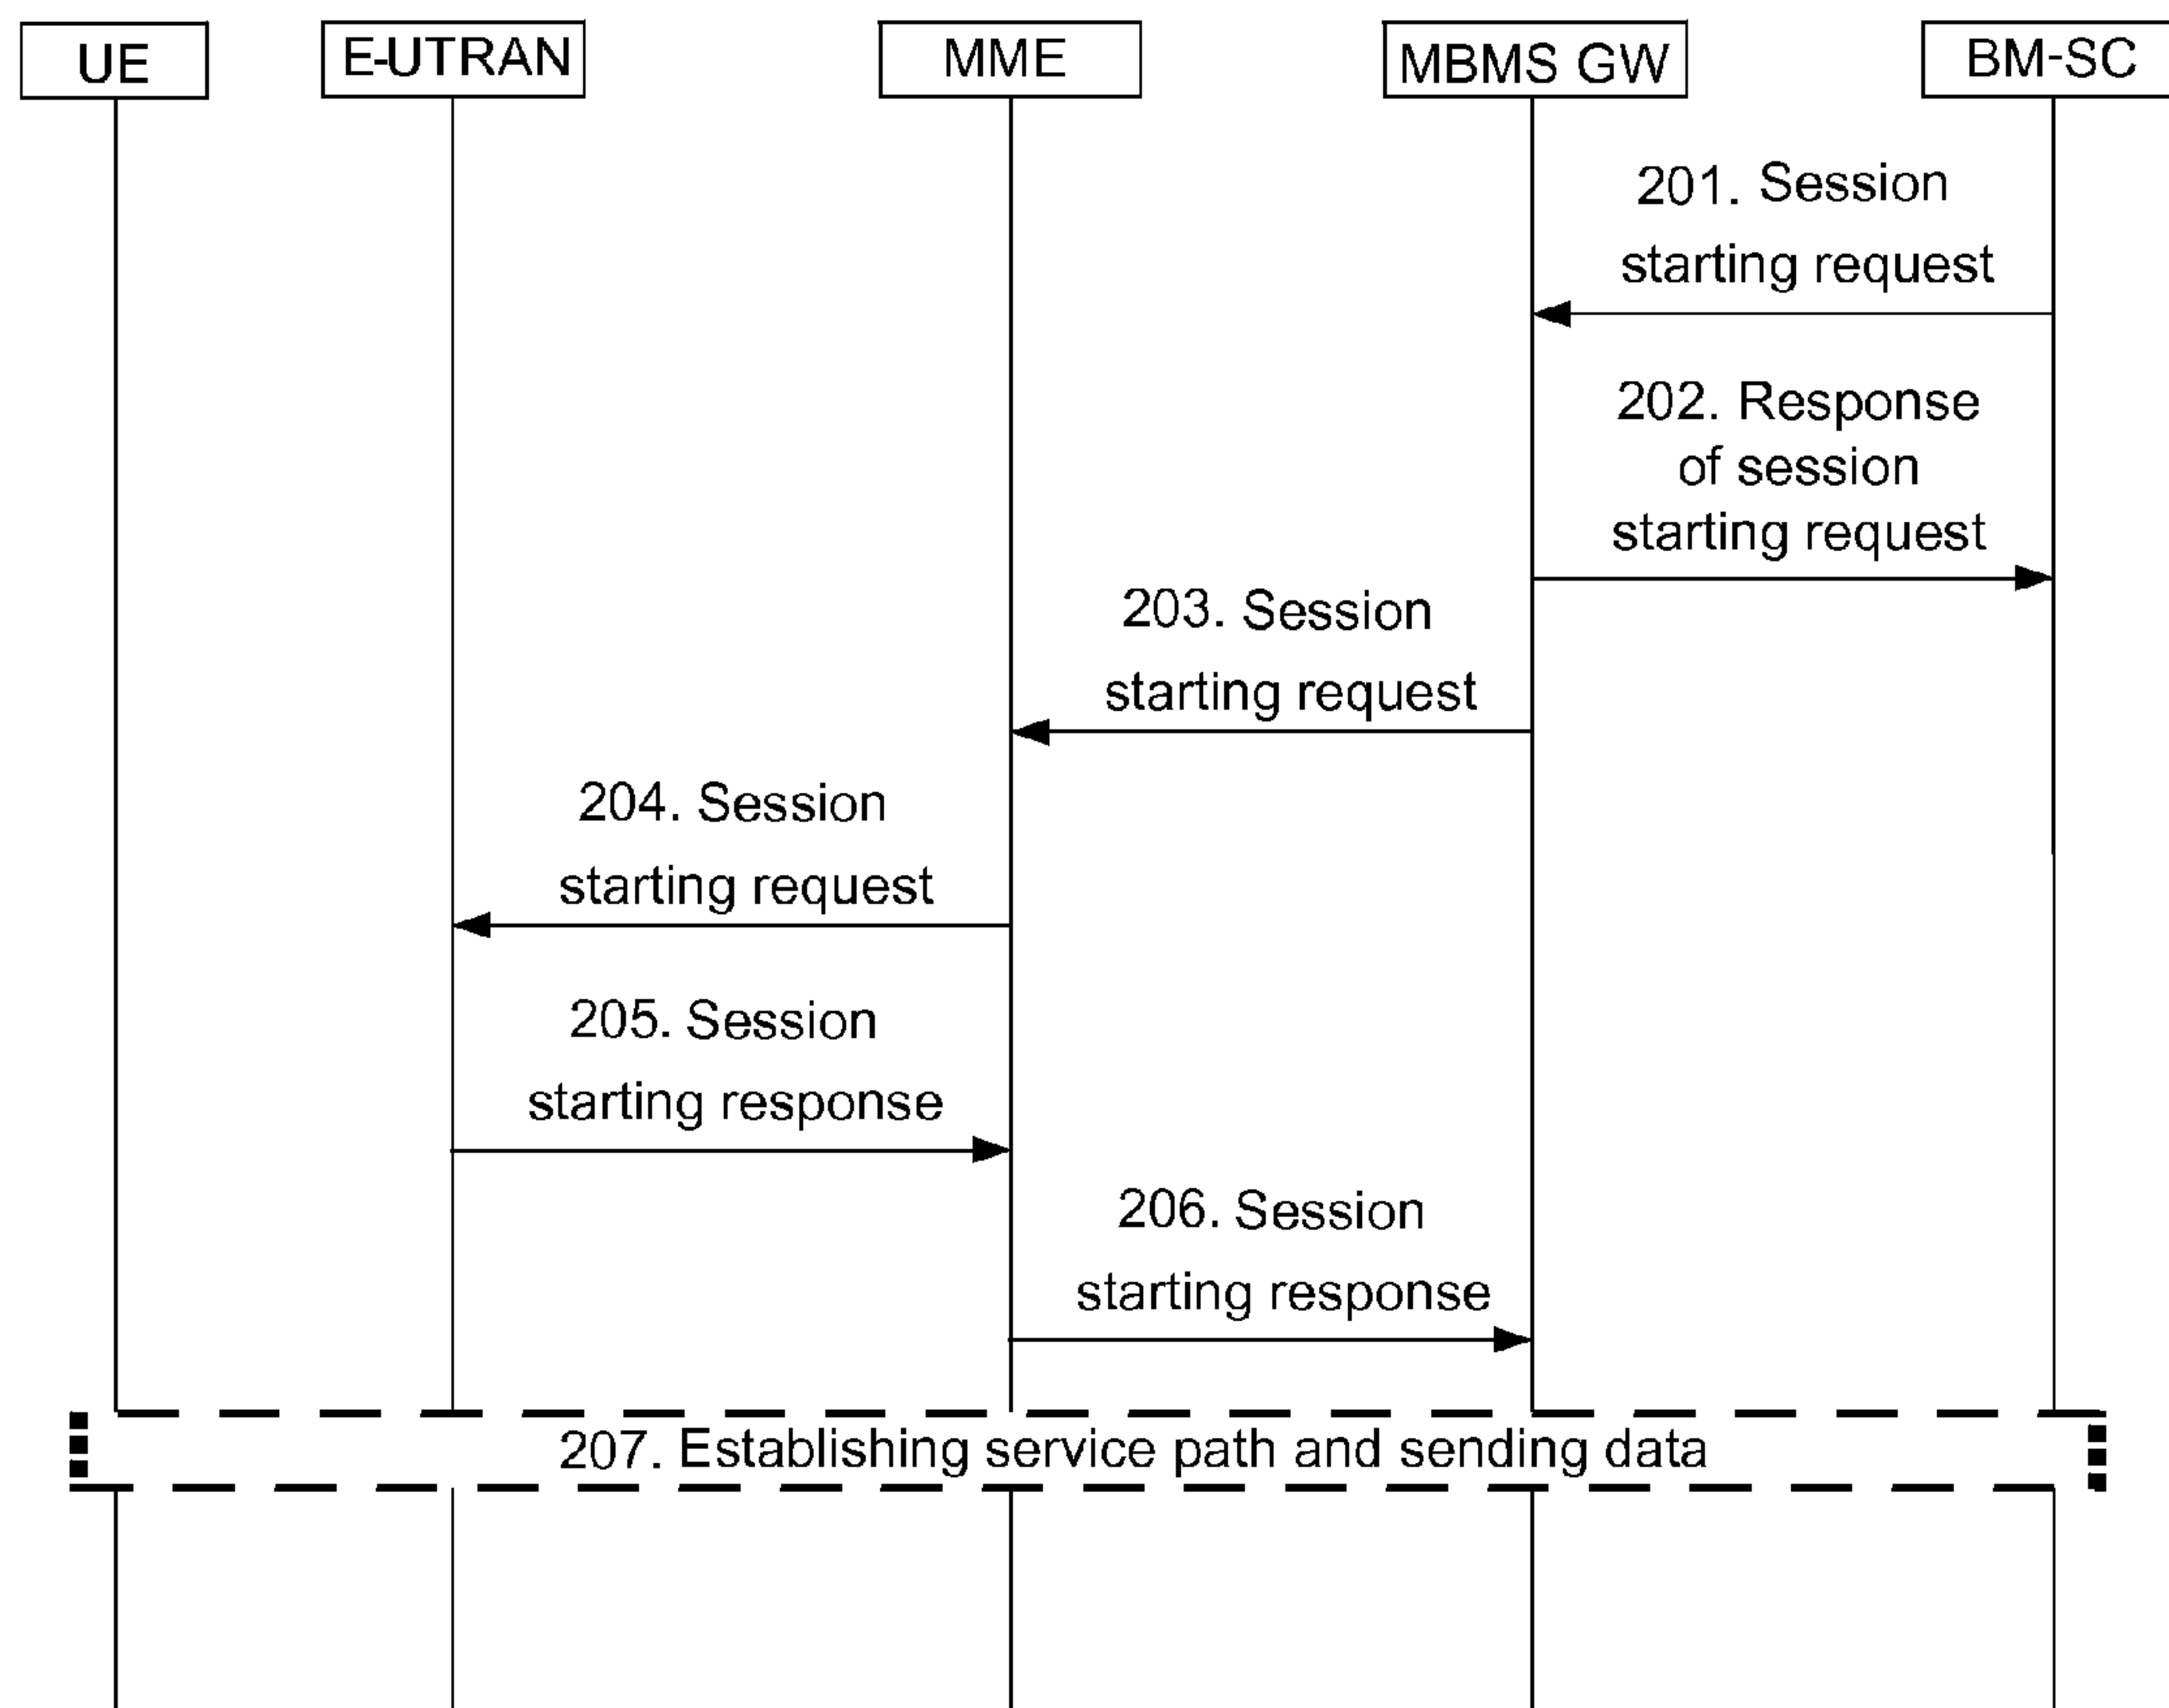 UE
E-UTRAN
MME
MBMS GW
BM-SC
201. Session
starting request
202. Response
of session
starting request
203. Session
starting request
204. Session
starting request
205. Session
starting response
206. Session
starting response
207. Establishing service path and sending data